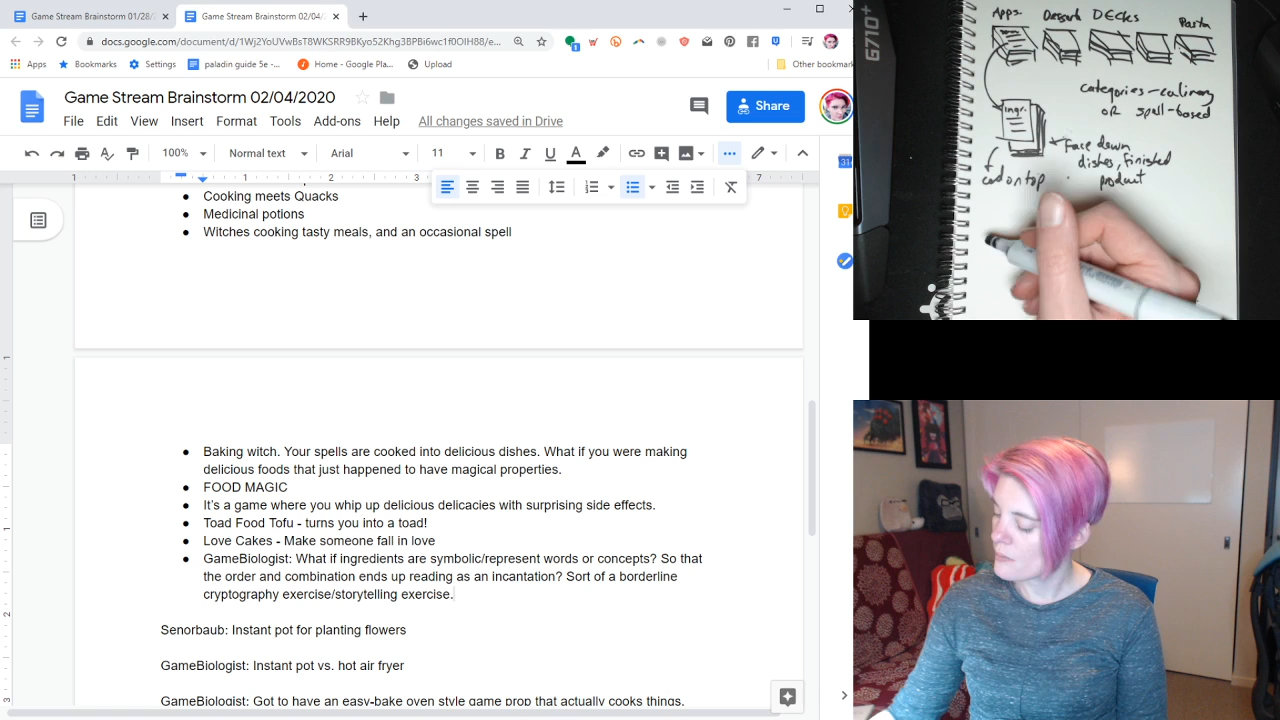 Game Stream Brainstorm 01/28/
Game Stream Brainstorm 02/04/
docs.google.com/document/d/1Wj2YoUVwBsT8WKSRR9BKyo52Khg3BPBi6wc1f0OIH88/e...
Apps
Bookmarks
Settings
paladin guide 5e -...
Home - Google Pla...
Upload
Other bookmark
Game Stream Brainstorm 02/04/2020
Share
File Edit View Insert Format Tools Add-ons Help All changes saved in Drive
100% Normal text Arial 11 B I U A
1 1 2 3 7
● Cooking meets Quacks
● Medicinal potions
● Witches cooking tasty meals, and an occasional spell
● Baking witch. Your spells are cooked into delicious dishes. What if you were making
delicious foods that just happened to have magical properties.
● FOOD MAGIC
● It's a game where you whip up delicious delicacies with surprising side effects.
● Toad Food Tofu - turns you into a toad!
● Love Cakes - Make someone fall in love
● GameBiologist: What if ingredients are symbolic/represent words or concepts? So that
the order and combination ends up reading as an incantation? Sort of a borderline
cryptography exercise/storytelling exercise.
Senorbaub: Instant pot for planting flowers
GameBiologist: Instant pot vs. hot air fryer
GameBiologist: Got to have an easy-bake oven style game prop that actually cooks things.
G710+
Apps. Dessert DECKS Pasta
categories - culinary
OR spell-based
ingr.
Face down
dishes, finished
product
card on top